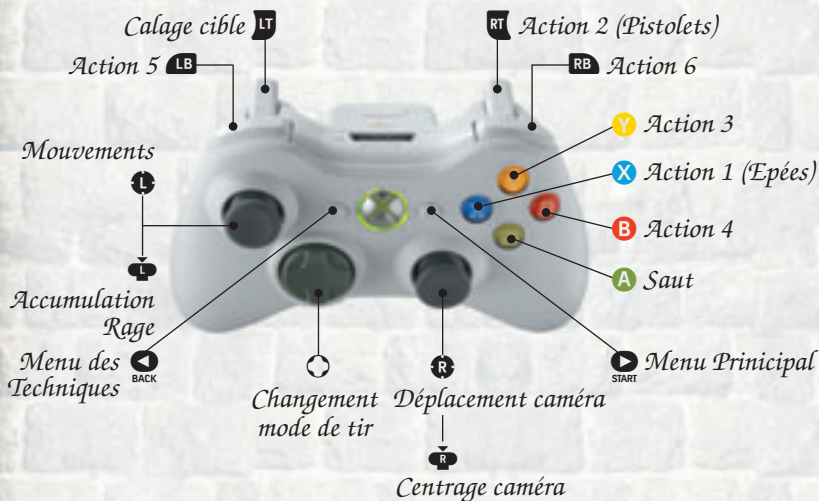 Calage cible LT
RT Action 2 (Pistolets)
Action 5 LB
RB Action 6
Y Action 3
Mouvements
L
X Action 1 (Epées)
B Action 4
L
A Saut
Accumulation
Rage
Menu des
Techniques
BACK
START
Menu Prinicipal
Changement
mode de tir
R
Déplacement caméra
R
Centrage caméra